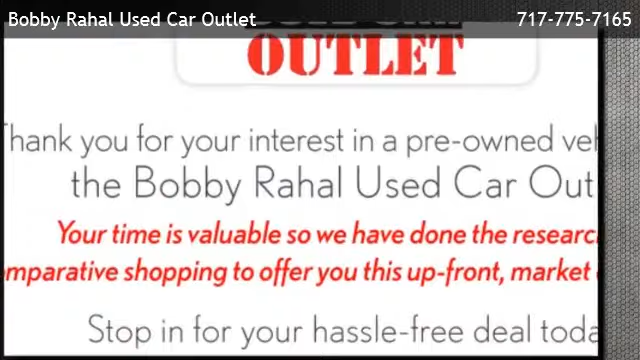 Bobby Rahal Used Car Outlet 717-775-7165
OUTLET
Thank you for your interest in a pre-owned veh
the Bobby Rahal Used Car Out
Your time is valuable so we have done the researc
omparative shopping to offer you this up-front, market
Stop in for your hassle-free deal toda